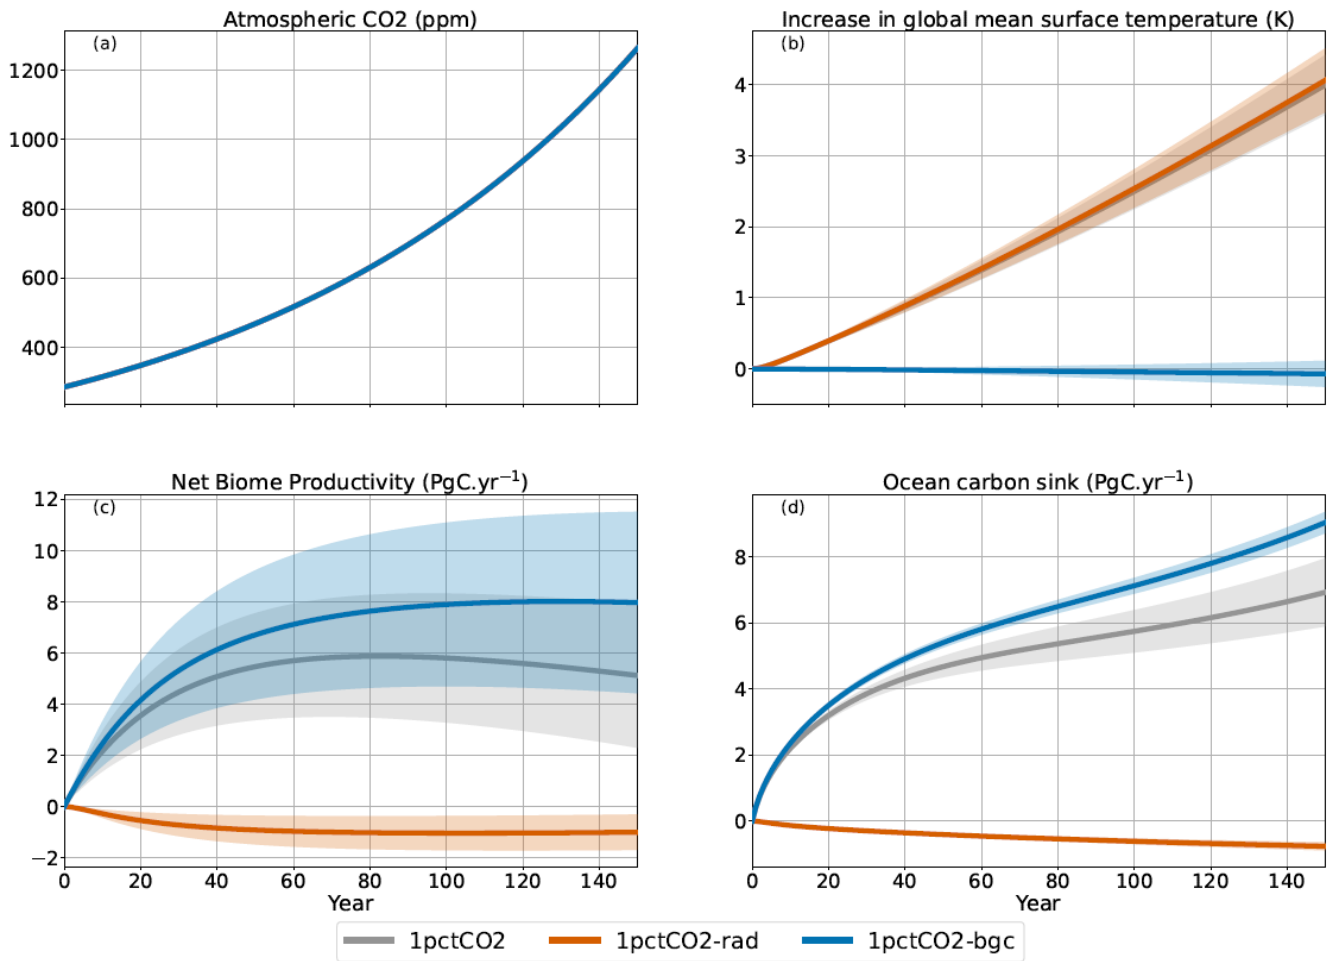 Atmospheric CO2 (ppm)
(a)
1200
1000
800
600
400
Increase in global mean surface temperature (K)
(b)
4
3
2
1
0
Net Biome Productivity (PgC.yr⁻¹)
(c)
12
10
8
6
4
2
0
−2
0 20 40 60 80 100 120 140
Year
Ocean carbon sink (PgC.yr⁻¹)
(d)
8
6
4
2
0
0 20 40 60 80 100 120 140
Year
1pctCO2 1pctCO2-rad 1pctCO2-bgc